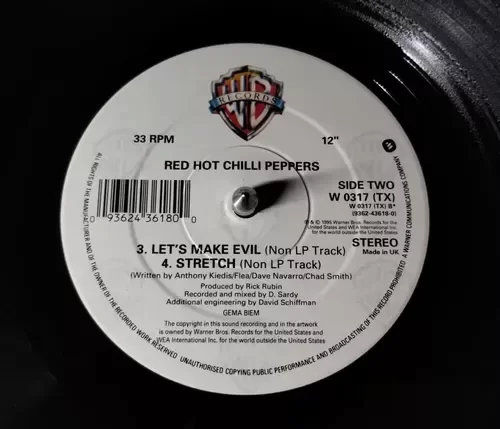 RECORDS
33 RPM 12"
RED HOT CHILLI PEPPERS
SIDE TWO
W 0317 (TX)
W 0317 (TX) B*
(9362-43618-0)
0 93624 36180 0
℗ & © 1995 Warner Bros. Records Inc. for the
United States and WEA International Inc. for
the world outside the United States
STEREO
Made in UK
3. LET'S MAKE EVIL (Non LP Track)
4. STRETCH (Non LP Track)
(Written by Anthony Kiedis/Flea/Dave Navarro/Chad Smith)
Produced by Rick Rubin
Recorded and mixed by D. Sardy
Additional engineering by David Schiffman
GEMA BIEM
The copyright in this sound recording and in the artwork
is owned by Warner Bros. Records Inc. for the United States and
WEA International Inc. for the world outside the United States
ALL RIGHTS OF THE MANUFACTURER AND OF THE OWNER OF THE RECORDED WORK RESERVED UNAUTHORISED COPYING PUBLIC PERFORMANCE AND BROADCASTING OF THIS RECORD PROHIBITED A WARNER COMMUNICATIONS COMPANY